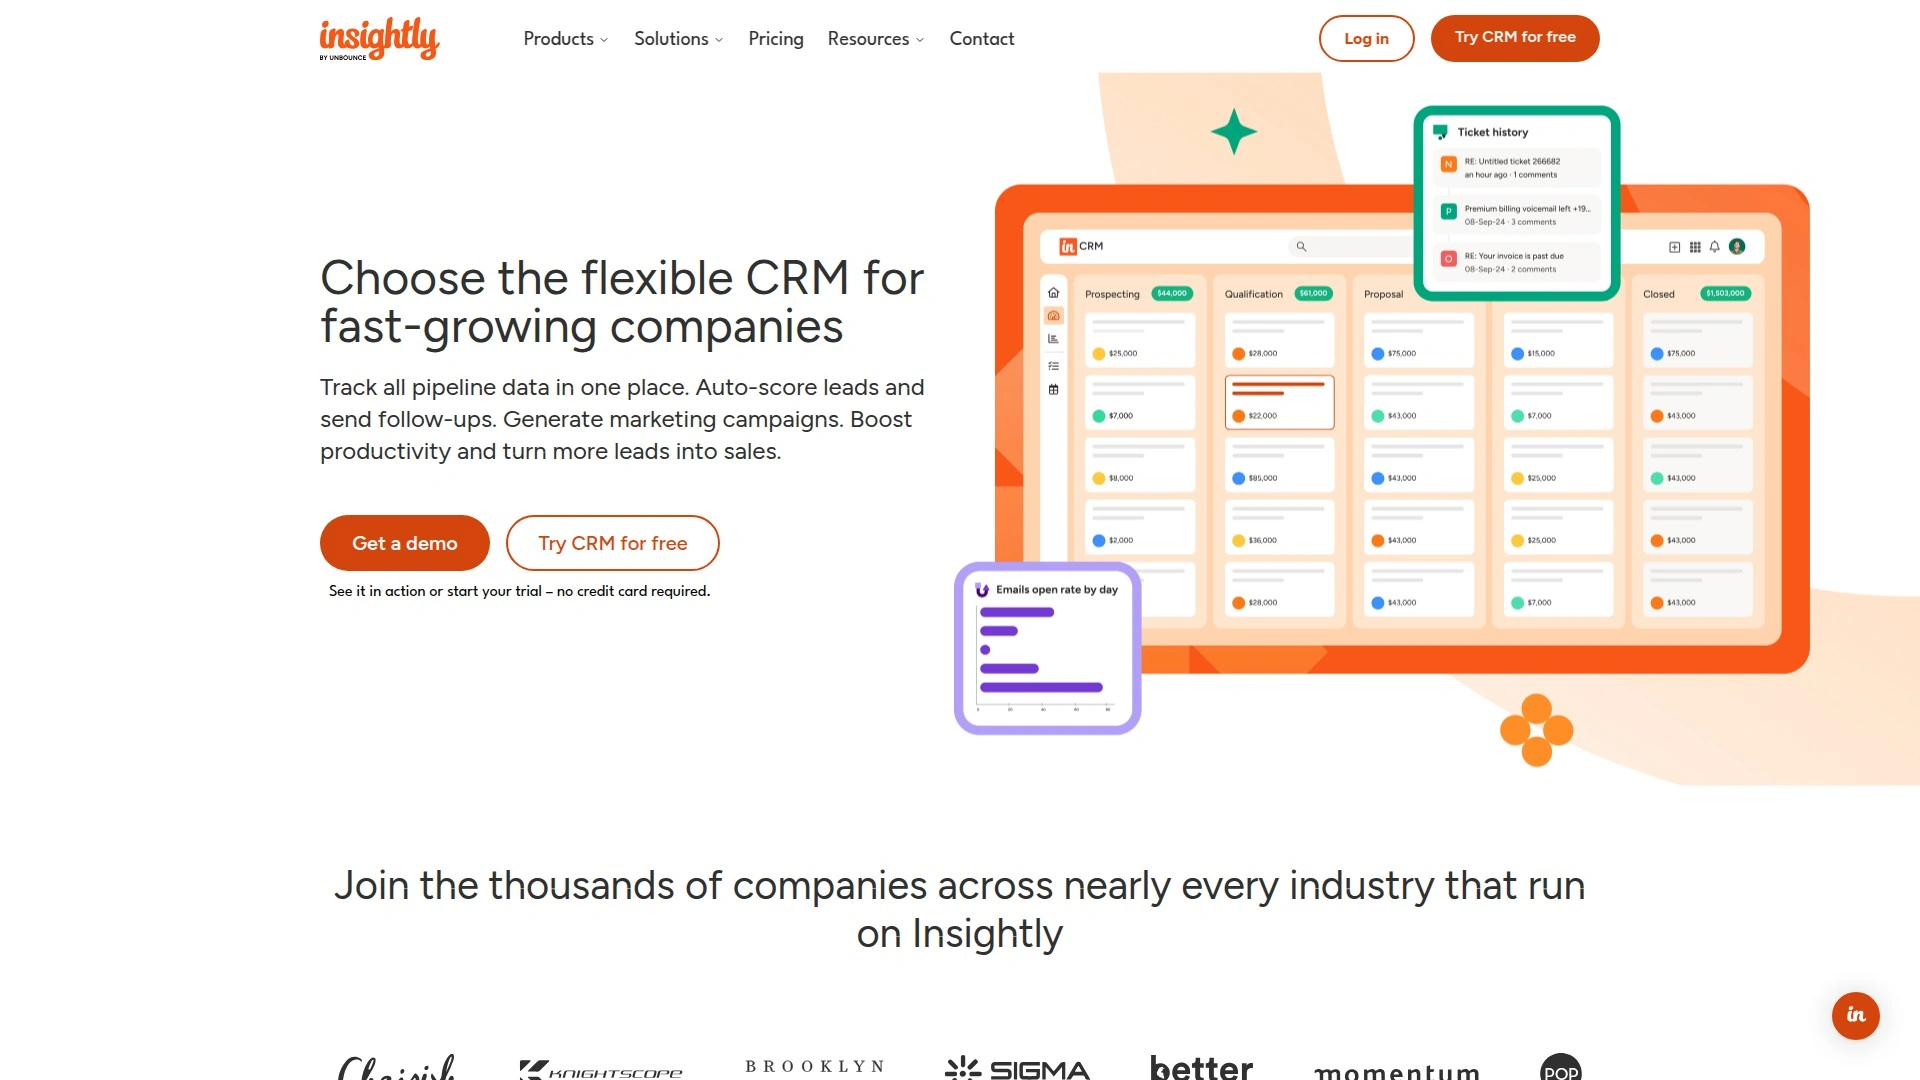 insightly
BY UNBOUNCE
Products
Solutions
Pricing
Resources
Contact
Log in
Try CRM for free
Choose the flexible CRM for
fast-growing companies
Track all pipeline data in one place. Auto-score leads and
send follow-ups. Generate marketing campaigns. Boost
productivity and turn more leads into sales.
Get a demo
Try CRM for free
See it in action or start your trial – no credit card required.
Ticket history
N
RE: Untitled ticket 266682
an hour ago · 1 comments
P
Premium billing voicemail left +19...
08-Sep-24 · 3 comments
O
RE: Your invoice is past due
08-Sep-24 · 2 comments
in CRM
Prospecting $44,000
$25,000
$7,000
$8,000
$2,000
Qualification $61,000
$28,000
$22,000
$85,000
$36,000
$28,000
Proposal
$75,000
$43,000
$43,000
$43,000
$43,000
$15,000
$7,000
$25,000
$25,000
$7,000
Closed $1,503,000
$75,000
$43,000
$43,000
$43,000
$43,000
Emails open rate by day
0 20 40 60 80
Join the thousands of companies across nearly every industry that run
on Insightly
Chairish
KNIGHTSCOPE
BROOKLYN
SIGMA
better
momentum
POP
in